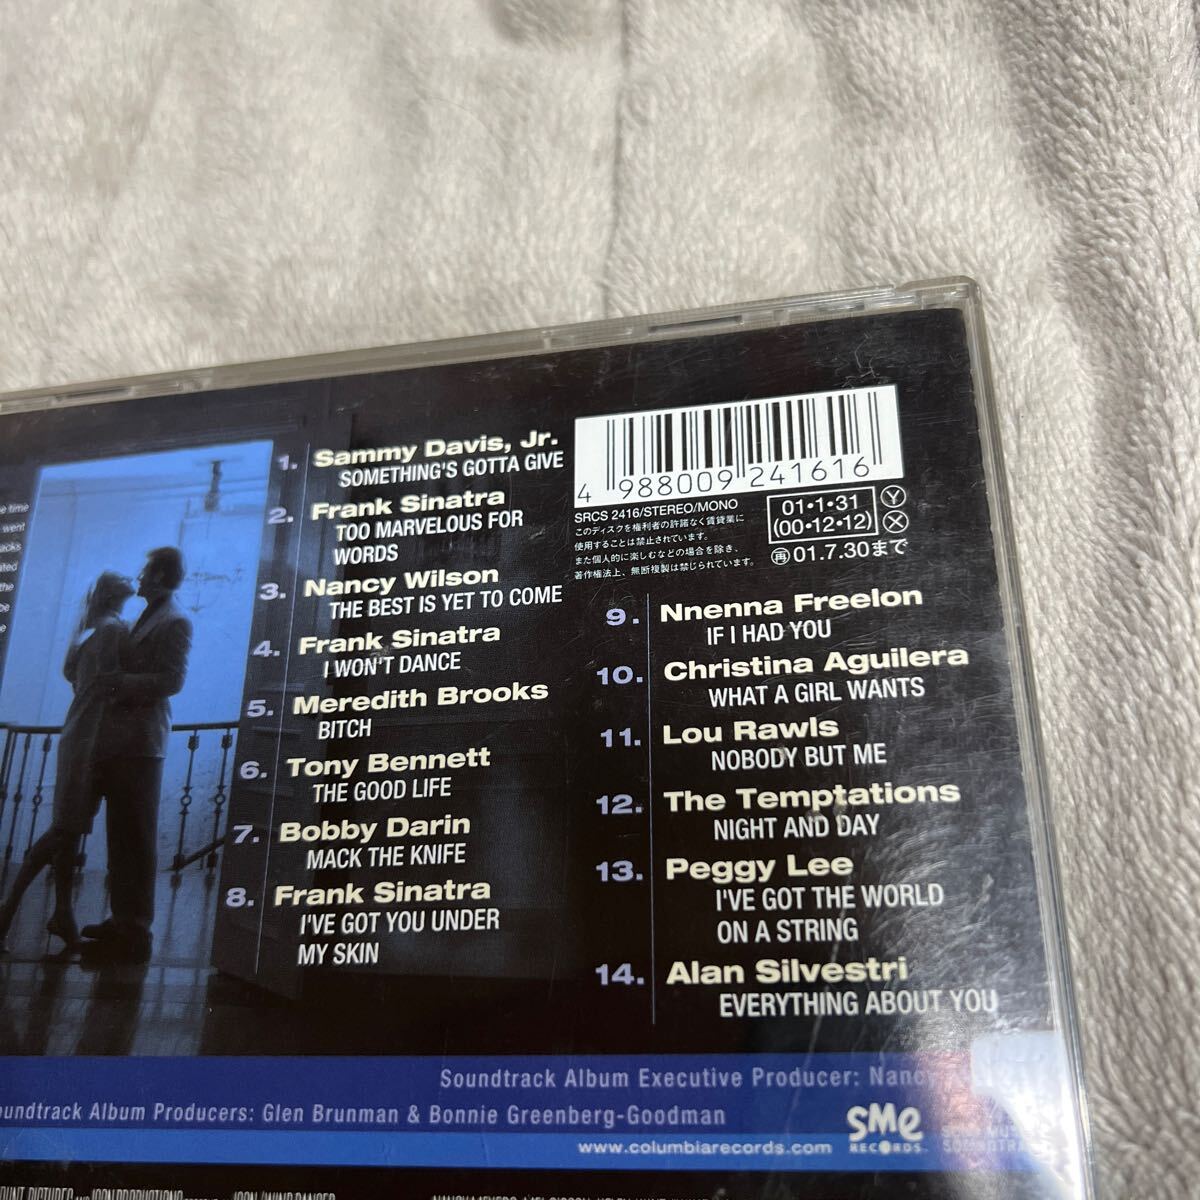 e time
went
acks
ated
the
be
e
1. Sammy Davis, Jr.
SOMETHING'S GOTTA GIVE
2. Frank Sinatra
TOO MARVELOUS FOR
WORDS
3. Nancy Wilson
THE BEST IS YET TO COME
4. Frank Sinatra
I WON'T DANCE
5. Meredith Brooks
BITCH
6. Tony Bennett
THE GOOD LIFE
7. Bobby Darin
MACK THE KNIFE
8. Frank Sinatra
I'VE GOT YOU UNDER
MY SKIN
4 988009 241616
SRCS 2416/STEREO/MONO
このディスクを権利者の許諾なく賃貸業に
使用することは禁止されています。
また個人的に楽しむなどの場合を除き、
著作権法上、無断複製は禁じられています。
01・1・31 Ⓨ
(00・12・12) Ⓧ
㊢01.7.30まで
9. Nnenna Freelon
IF I HAD YOU
10. Christina Aguilera
WHAT A GIRL WANTS
11. Lou Rawls
NOBODY BUT ME
12. The Temptations
NIGHT AND DAY
13. Peggy Lee
I'VE GOT THE WORLD
ON A STRING
14. Alan Silvestri
EVERYTHING ABOUT YOU
Soundtrack Album Executive Producer: Nancy
oundtrack Album Producers: Glen Brunman & Bonnie Greenberg-Goodman
www.columbiarecords.com
SMe
RECORDS